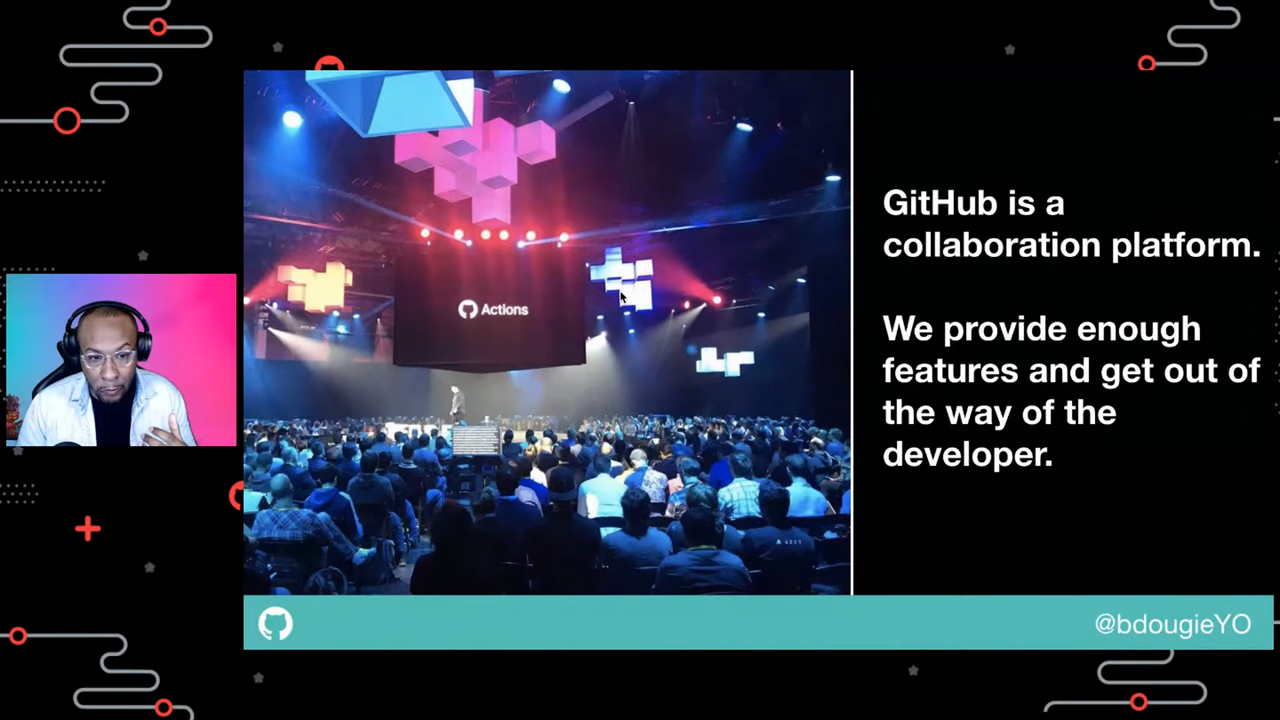 Actions
GitHub is a
collaboration platform.
We provide enough
features and get out of
the way of the
developer.
@bdougieYO